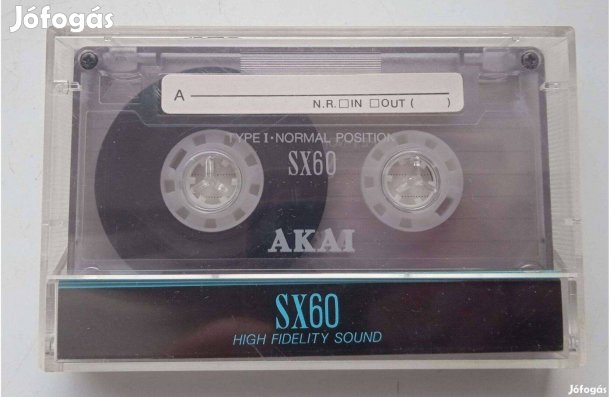 Jófogás
A
N.R. □IN □OUT ( )
TYPE I·NORMAL POSITION
SX60
AKAI
SX60
HIGH FIDELITY SOUND
Jófogás